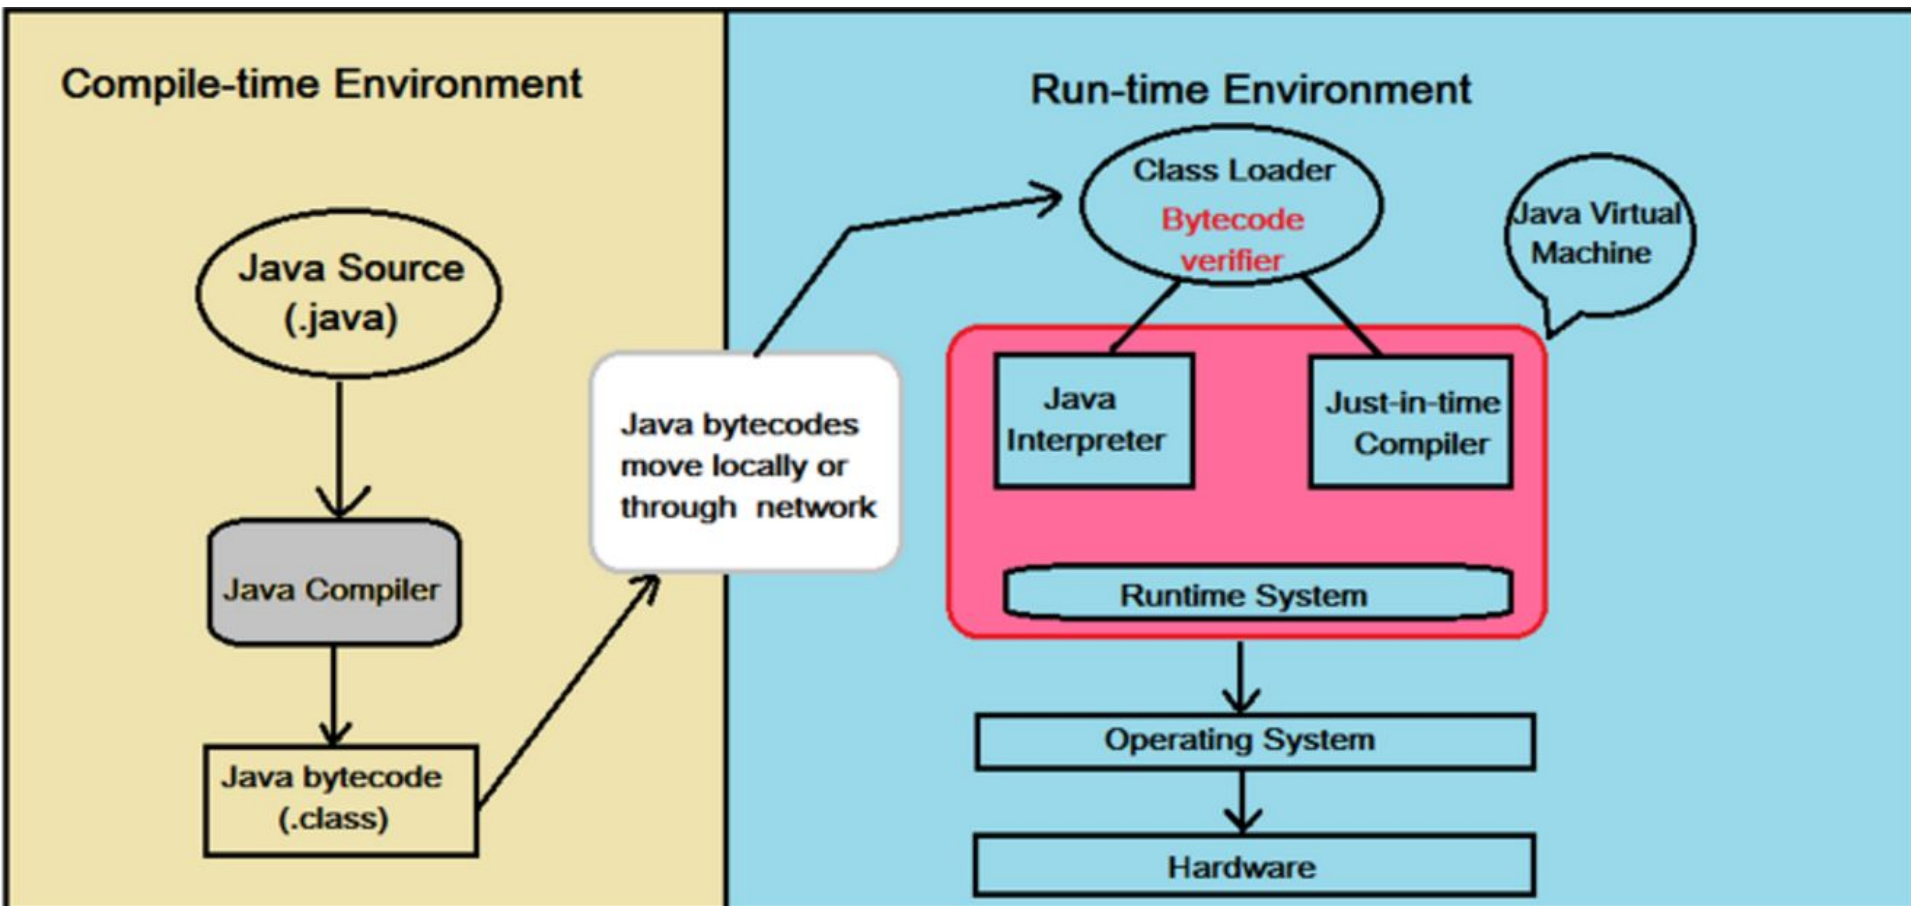 Compile-time Environment
Java Source
(.java)
Java Compiler
Java bytecode
(.class)
Java bytecodes
move locally or
through network
Run-time Environment
Class Loader
Bytecode
verifier
Java Virtual
Machine
Java
Interpreter
Just-in-time
Compiler
Runtime System
Operating System
Hardware